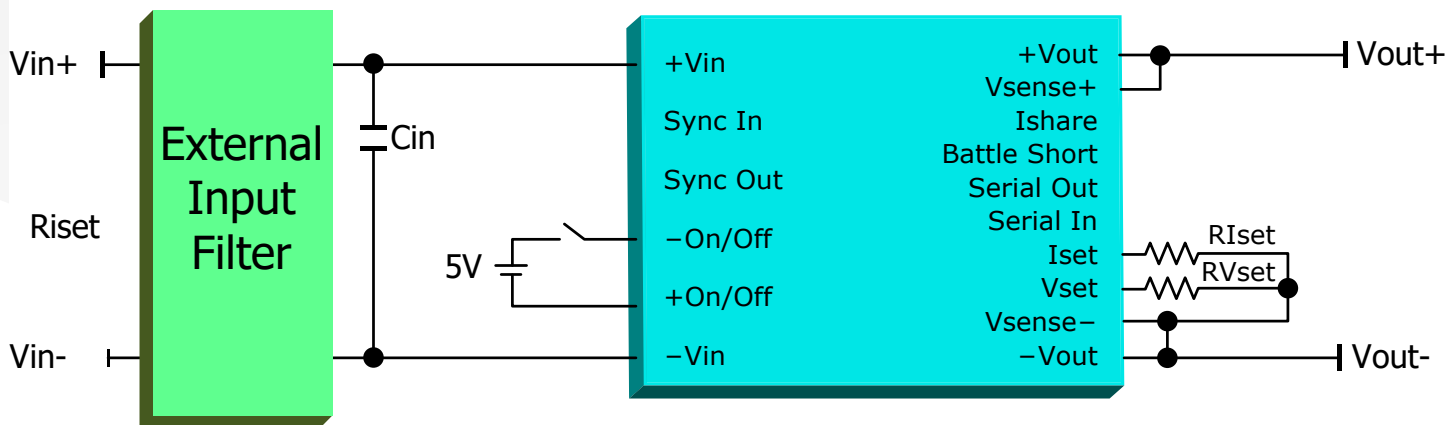 Vin+
Riset
Vin-
External
Input
Filter
Cin
5V
+Vin
Sync In
Sync Out
−On/Off
+On/Off
−Vin
+Vout
Vsense+
Ishare
Battle Short
Serial Out
Serial In
Iset
Vset
Vsense−
−Vout
RIset
RVset
Vout+
Vout-